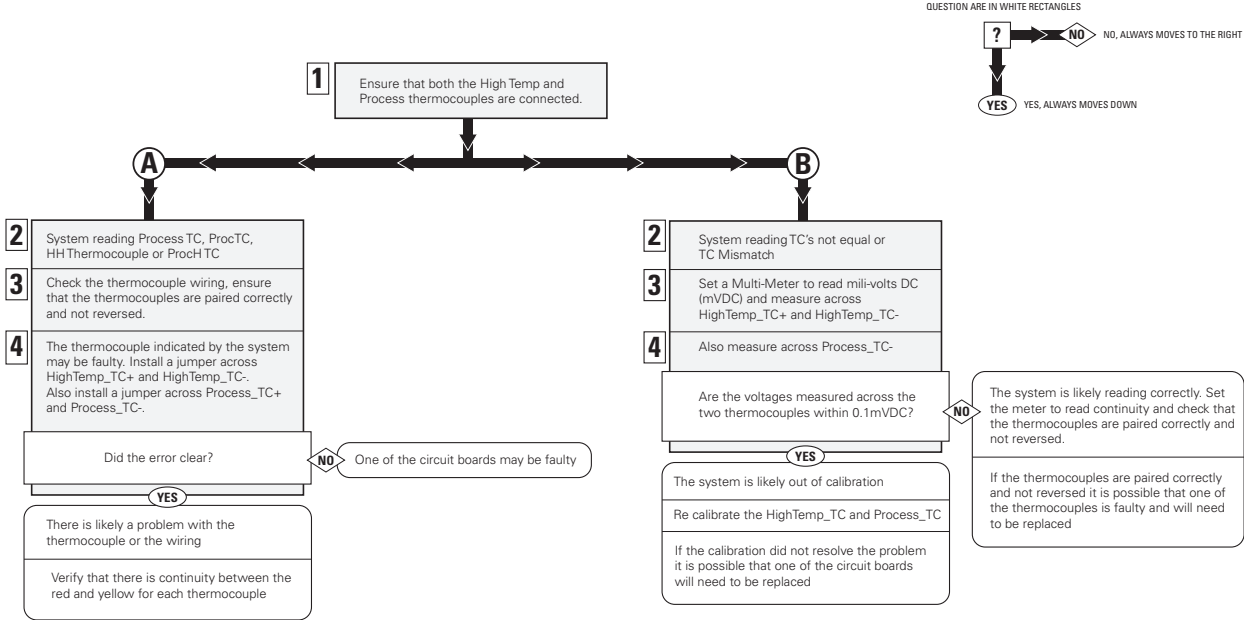 QUESTION ARE IN WHITE RECTANGLES
?
NO
NO, ALWAYS MOVES TO THE RIGHT
YES
YES, ALWAYS MOVES DOWN
1
Ensure that both the High Temp and
Process thermocouples are connected.
A
B
2
System reading Process TC, ProcTC,
HH Thermocouple or ProcH TC
3
Check the thermocouple wiring, ensure
that the thermocouples are paired correctly
and not reversed.
4
The thermocouple indicated by the system
may be faulty. Install a jumper across
HighTemp_TC+ and HighTemp_TC-.
Also install a jumper across Process_TC+
and Process_TC-.
Did the error clear?
NO
One of the circuit boards may be faulty
YES
There is likely a problem with the
thermocouple or the wiring
Verify that there is continuity between the
red and yellow for each thermocouple
2
System reading TC's not equal or
TC Mismatch
3
Set a Multi-Meter to read mili-volts DC
(mVDC) and measure across
HighTemp_TC+ and HighTemp_TC-
4
Also measure across Process_TC-
Are the voltages measured across the
two thermocouples within 0.1mVDC?
NO
The system is likely reading correctly. Set
the meter to read continuity and check that
the thermocouples are paired correctly and
not reversed.
If the thermocouples are paired correctly
and not reversed it is possible that one of
the thermocouples is faulty and will need
to be replaced
YES
The system is likely out of calibration
Re calibrate the HighTemp_TC and Process_TC
If the calibration did not resolve the problem
it is possible that one of the circuit boards
will need to be replaced